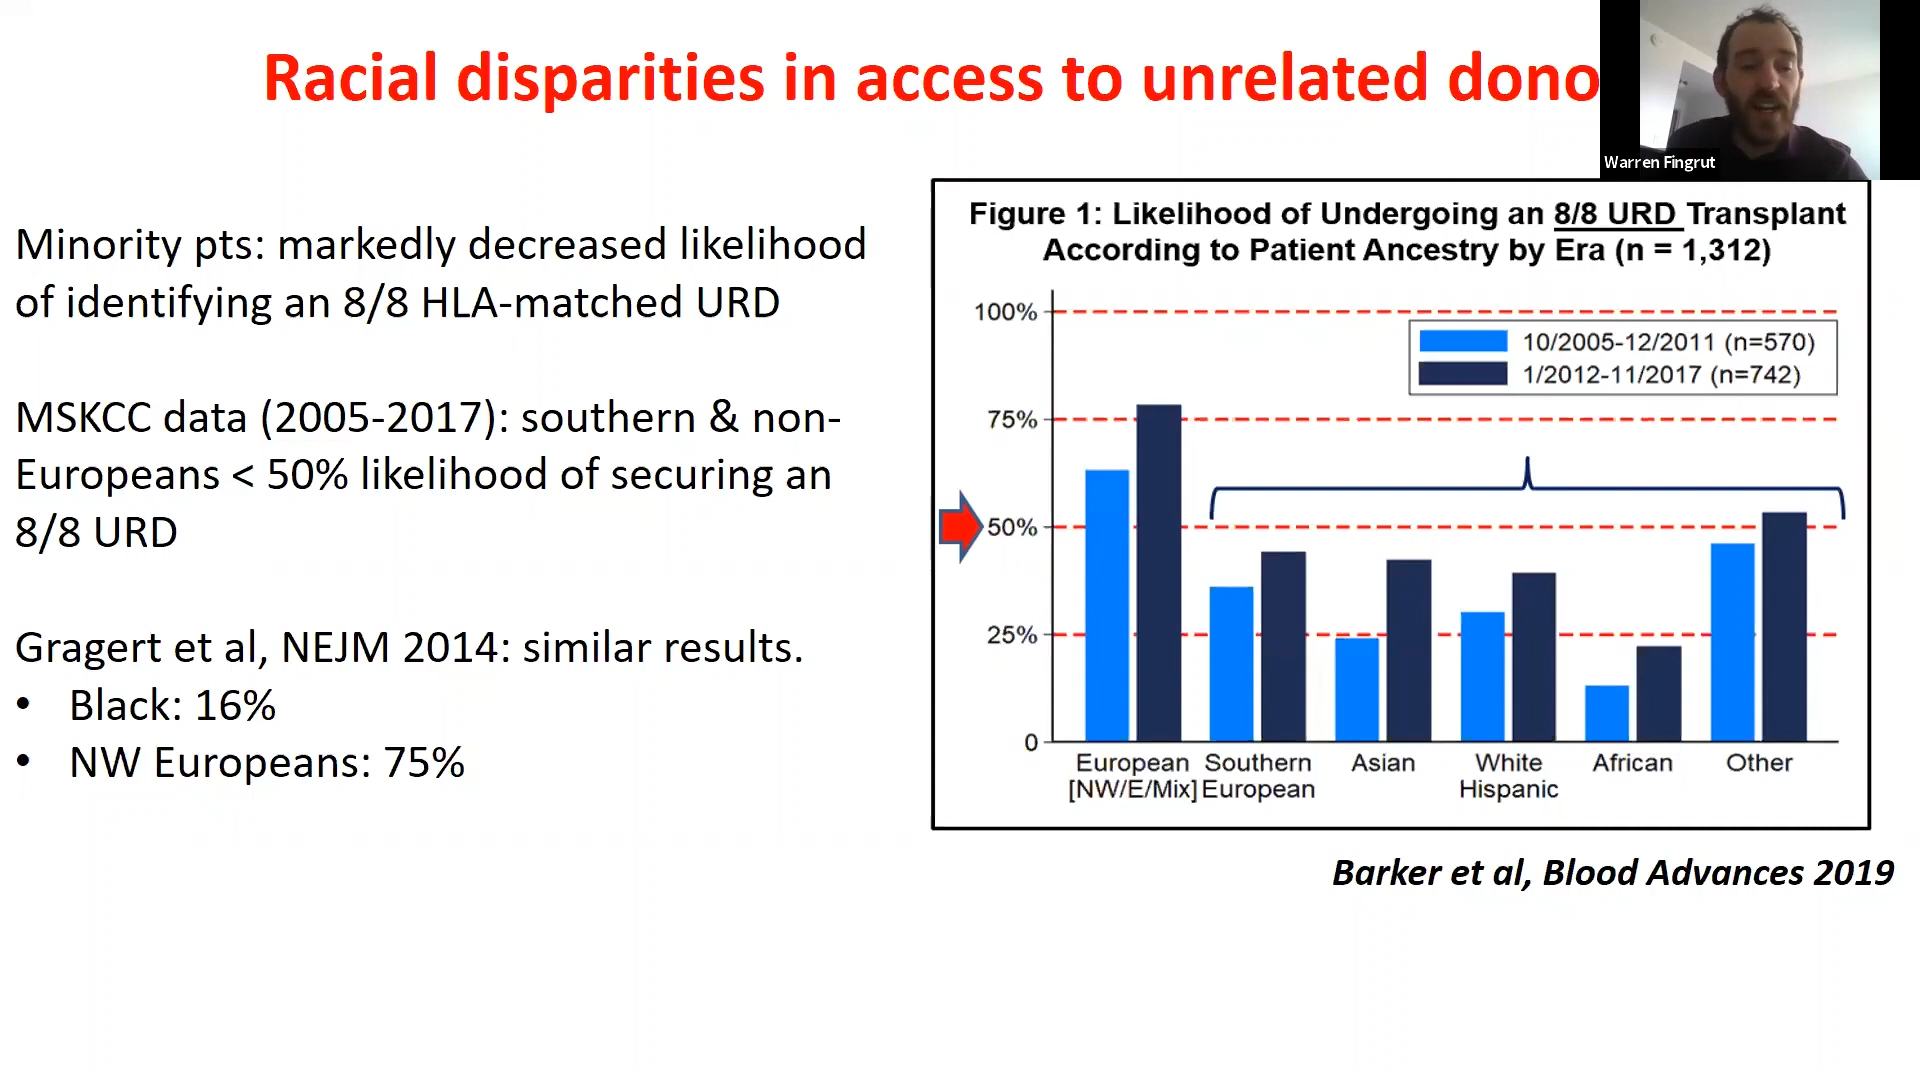 Racial disparities in access to unrelated dono
Warren Fingrut
Minority pts: markedly decreased likelihood
of identifying an 8/8 HLA-matched URD
MSKCC data (2005-2017): southern & non-
Europeans < 50% likelihood of securing an
8/8 URD
Gragert et al, NEJM 2014: similar results.
• Black: 16%
• NW Europeans: 75%
Figure 1: Likelihood of Undergoing an 8/8 URD Transplant
According to Patient Ancestry by Era (n = 1,312)
100%
75%
50%
25%
0
10/2005-12/2011 (n=570)
1/2012-11/2017 (n=742)
European
[NW/E/Mix]
Southern
European
Asian
White
Hispanic
African
Other
Barker et al, Blood Advances 2019